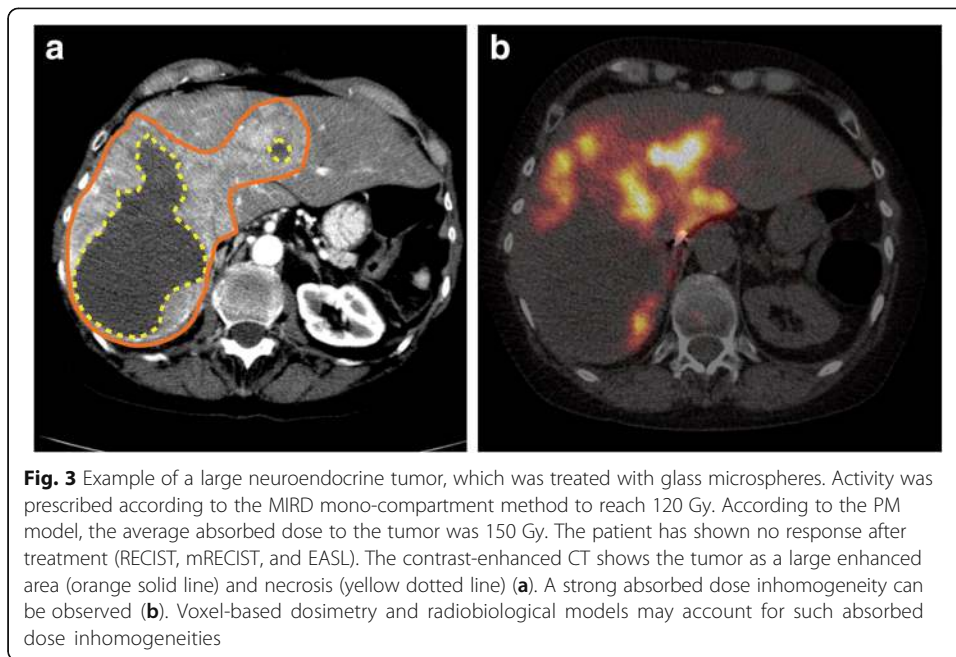 a
b
Fig. 3 Example of a large neuroendocrine tumor, which was treated with glass microspheres. Activity was
prescribed according to the MIRD mono-compartment method to reach 120 Gy. According to the PM
model, the average absorbed dose to the tumor was 150 Gy. The patient has shown no response after
treatment (RECIST, mRECIST, and EASL). The contrast-enhanced CT shows the tumor as a large enhanced
area (orange solid line) and necrosis (yellow dotted line) (a). A strong absorbed dose inhomogeneity can
be observed (b). Voxel-based dosimetry and radiobiological models may account for such absorbed
dose inhomogeneities